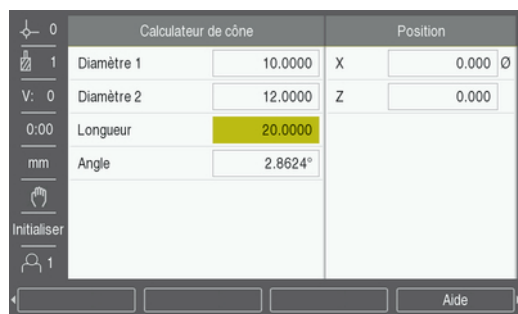 0
Calculateur de cône
Position
1
Diamètre 1
10.0000
X
0.000
Ø
V: 0
Diamètre 2
12.0000
Z
0.000
0:00
Longueur
20.0000
mm
Angle
2.8624°
Initialiser
1
Aide